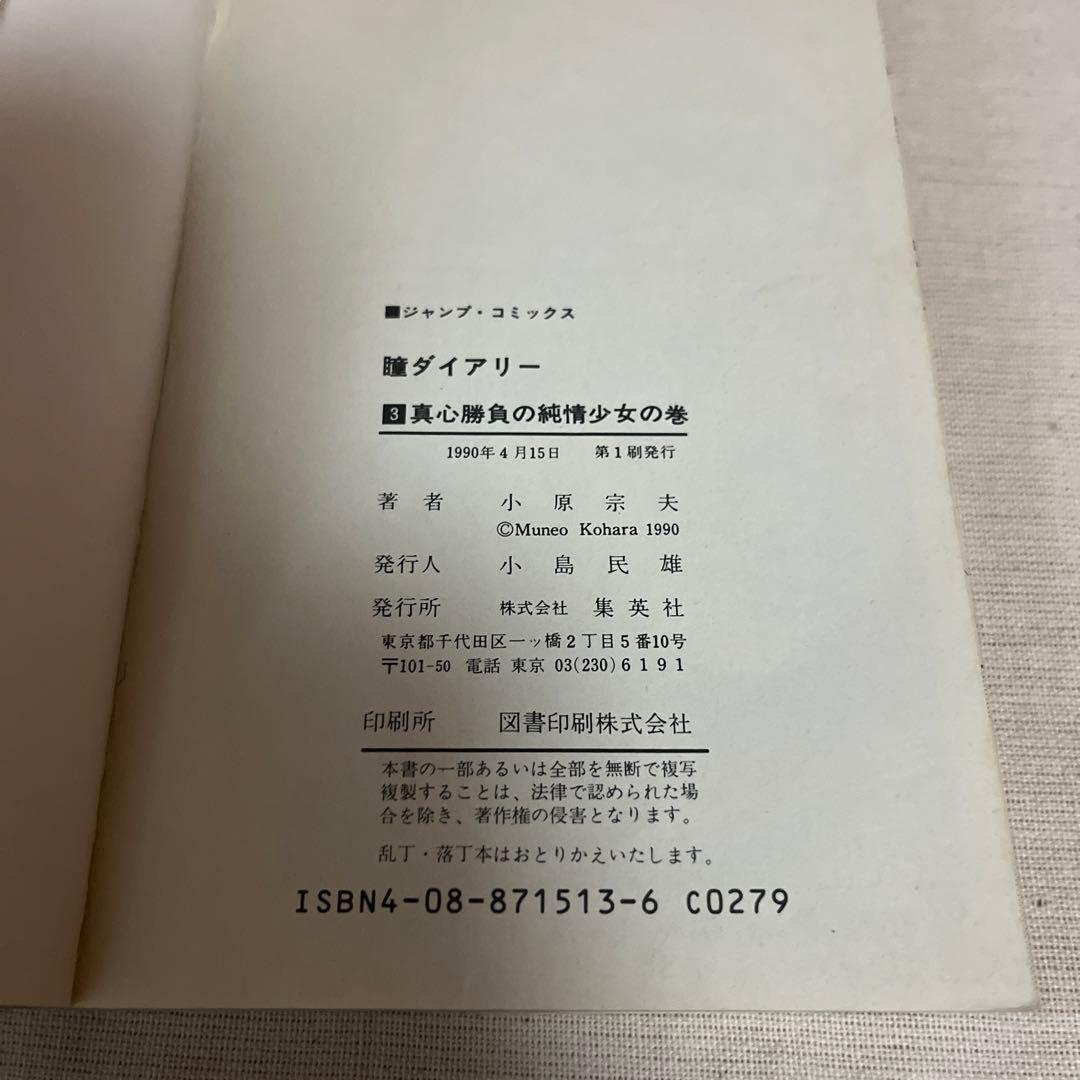 ■ジャンプ・コミックス
瞳ダイアリー
3 真心勝負の純情少女の巻
1990年4月15日 第1刷発行
著者 小原宗夫
©Muneo Kohara 1990
発行人 小島民雄
発行所 株式会社 集英社
東京都千代田区一ッ橋2丁目5番10号
〒101-50 電話 東京 03(230)6191
印刷所 図書印刷株式会社
本書の一部あるいは全部を無断で複写
複製することは、法律で認められた場
合を除き、著作権の侵害となります。
乱丁・落丁本はおとりかえいたします。
ISBN4-08-871513-6 C0279